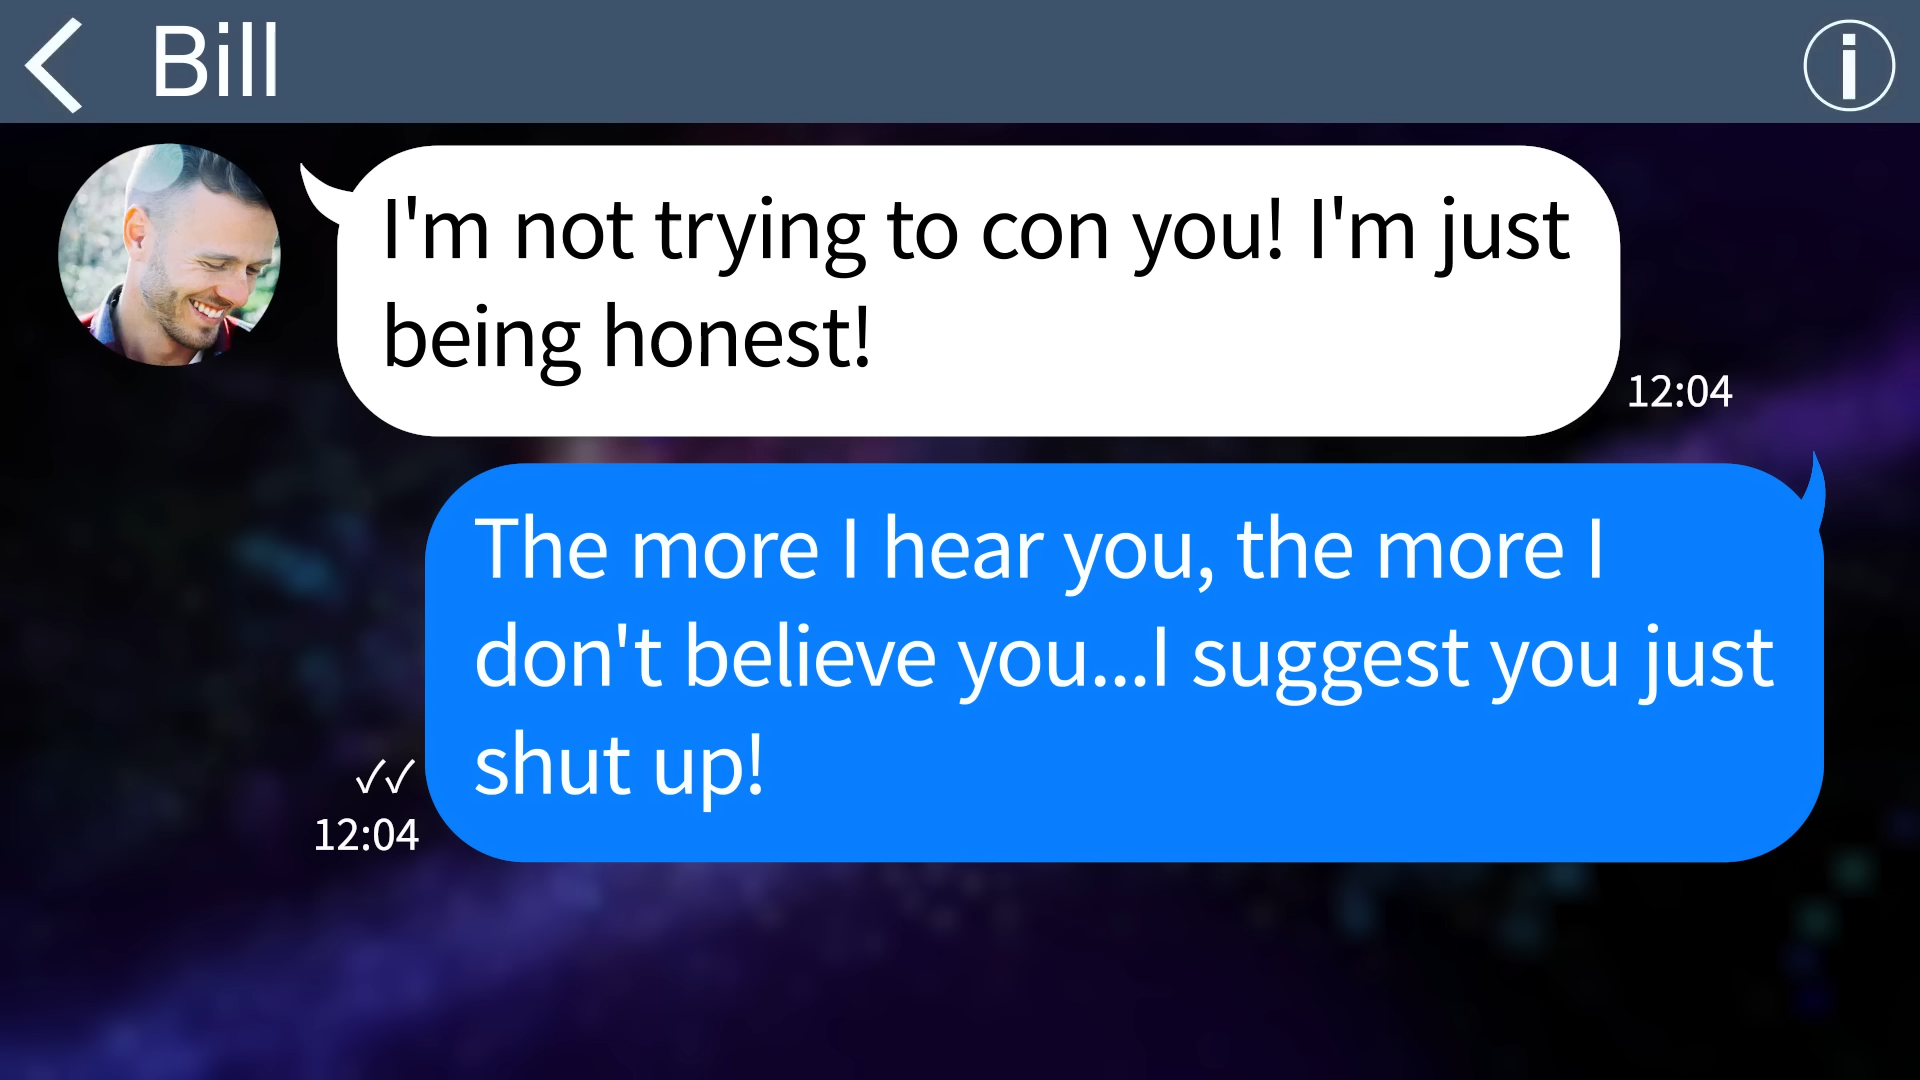 Bill
I'm not trying to con you! I'm just
being honest!
12:04
The more I hear you, the more I
don't believe you...I suggest you just
shut up!
✓✓
12:04